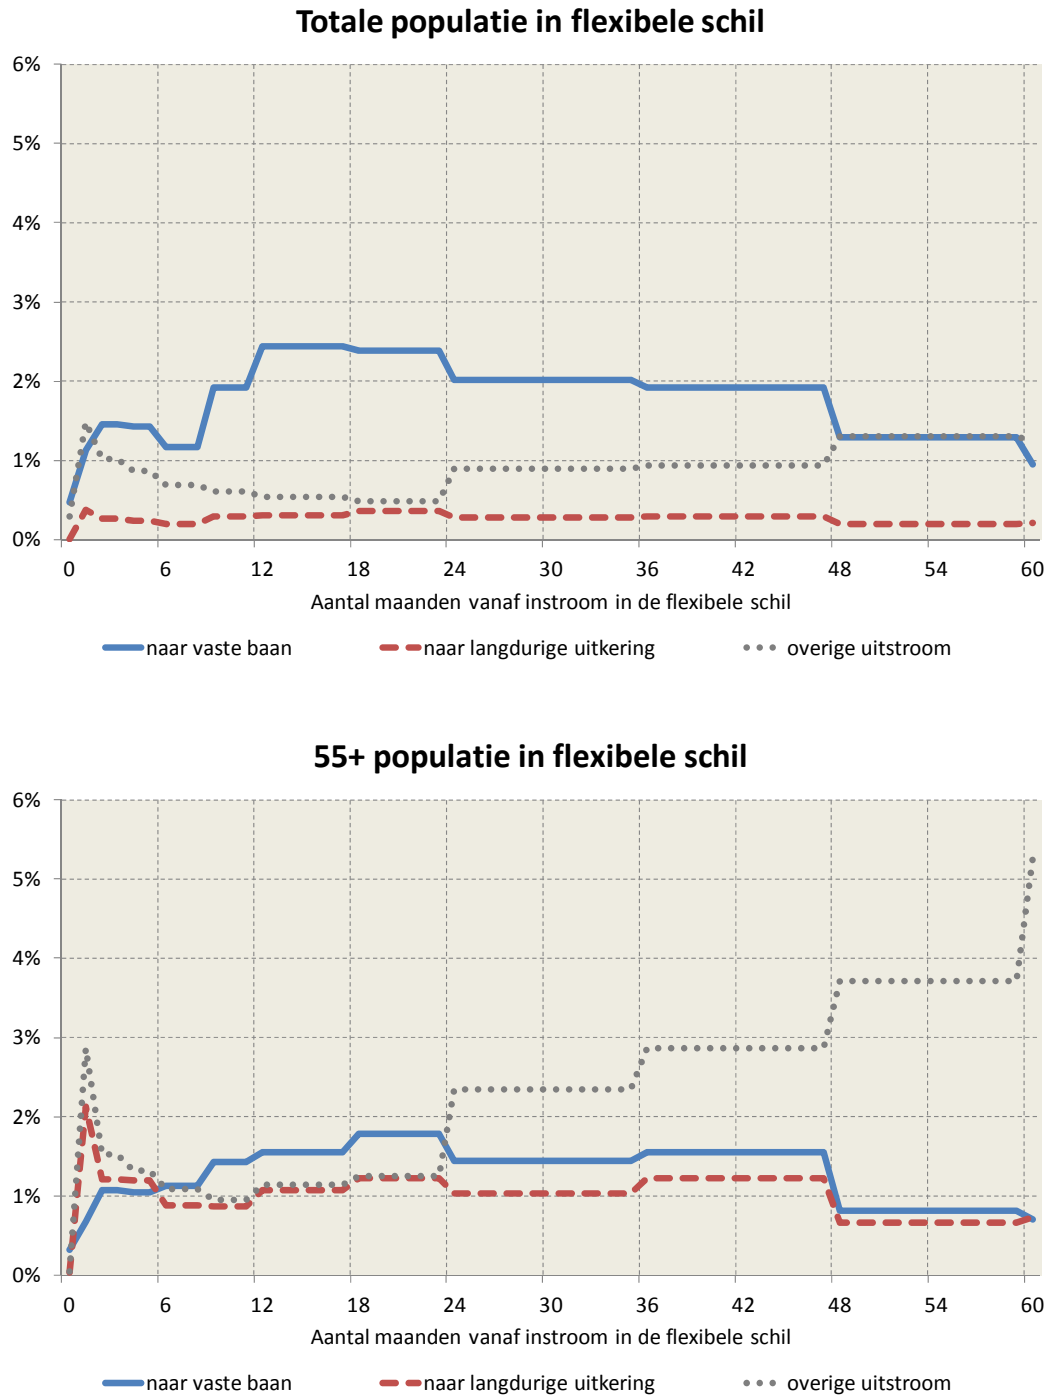 Totale populatie in flexibele schil
6%
5%
4%
3%
2%
1%
0%
0 6 12 18 24 30 36 42 48 54 60
Aantal maanden vanaf instroom in de flexibele schil
naar vaste baan naar langdurige uitkering overige uitstroom
55+ populatie in flexibele schil
6%
5%
4%
3%
2%
1%
0%
0 6 12 18 24 30 36 42 48 54 60
Aantal maanden vanaf instroom in de flexibele schil
naar vaste baan naar langdurige uitkering overige uitstroom